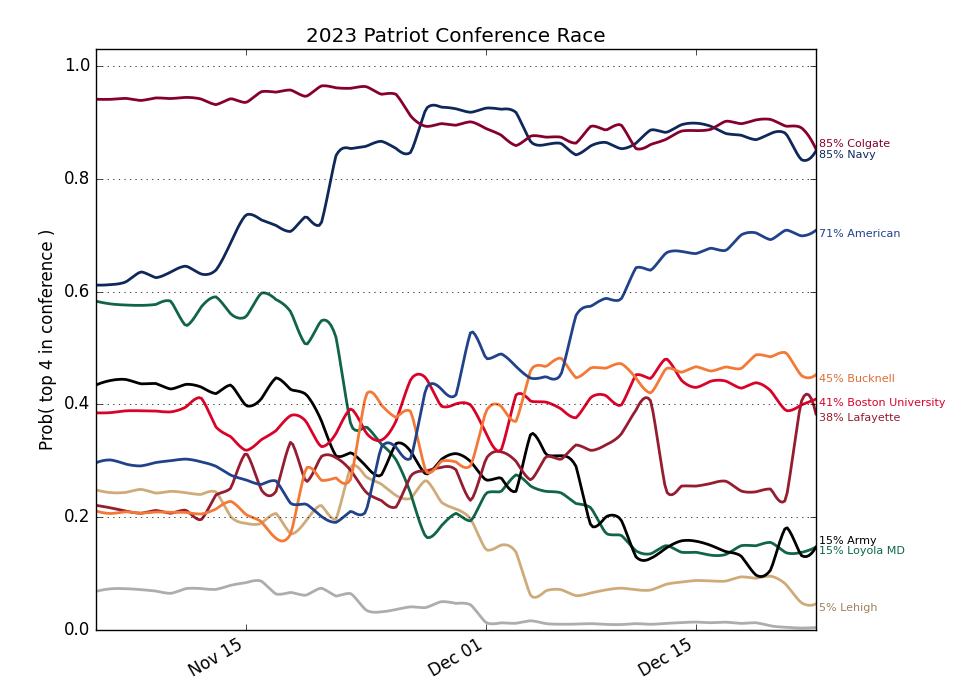 2023 Patriot Conference Race
Prob( top 4 in conference )
1.0
0.8
0.6
0.4
0.2
0.0
Nov 15
Dec 01
Dec 15
85% Colgate
85% Navy
71% American
45% Bucknell
41% Boston University
38% Lafayette
15% Army
15% Loyola MD
5% Lehigh